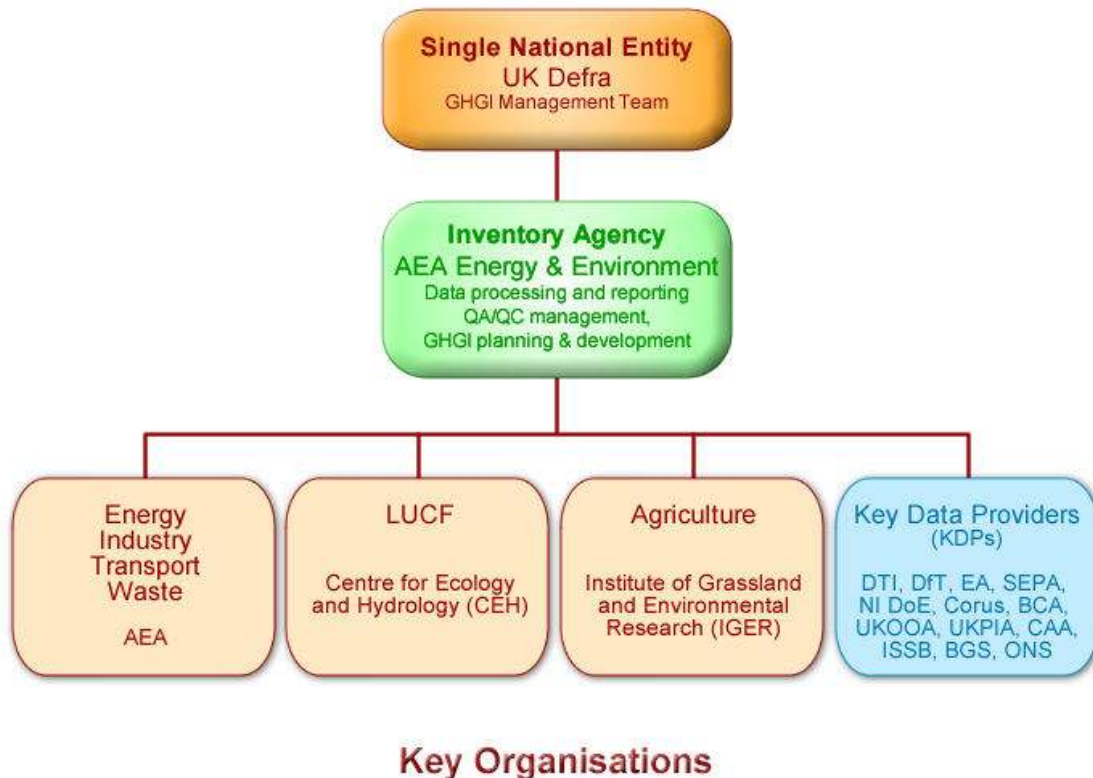 Single National Entity
UK Defra
GHGI Management Team
Inventory Agency
AEA Energy & Environment
Data processing and reporting
QA/QC management,
GHGI planning & development
Energy
Industry
Transport
Waste
AEA
LUCF
Centre for Ecology
and Hydrology (CEH)
Agriculture
Institute of Grassland
and Environmental
Research (IGER)
Key Data Providers
(KDPs)
DTI, DfT, EA, SEPA,
NI DoE, Corus, BCA,
UKOOA, UKPIA, CAA,
ISSB, BGS, ONS
Key Organisations